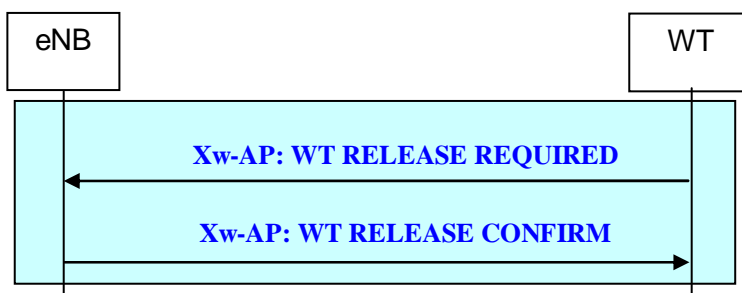 eNB
WT
Xw-AP: WT RELEASE REQUIRED
Xw-AP: WT RELEASE CONFIRM